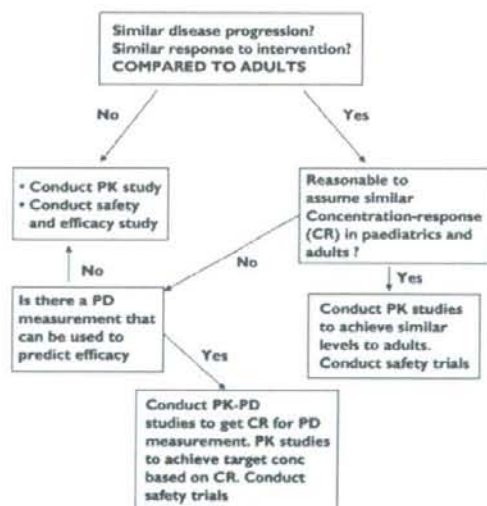 Similar disease progression?
Similar response to intervention?
COMPARED TO ADULTS
No
Yes
• Conduct PK study
• Conduct safety
and efficacy study
Reasonable to
assume similar
Concentration-response
(CR) in paediatrics and
adults ?
No
No
Yes
Is there a PD
measurement that
can be used to
predict efficacy
Conduct PK studies
to achieve similar
levels to adults.
Conduct safety trials
Yes
Conduct PK-PD
studies to get CR for PD
measurement. PK studies
to achieve target conc
based on CR. Conduct
safety trials